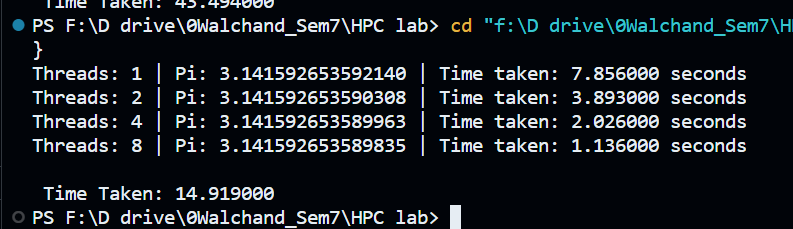 Time Taken: 43.494000
PS F:\D drive\0Walchand_Sem7\HPC lab> cd "f:\D drive\0Walchand_Sem7\H
}
Threads: 1 | Pi: 3.141592653592140 | Time taken: 7.856000 seconds
Threads: 2 | Pi: 3.141592653590308 | Time taken: 3.893000 seconds
Threads: 4 | Pi: 3.141592653589963 | Time taken: 2.026000 seconds
Threads: 8 | Pi: 3.141592653589835 | Time taken: 1.136000 seconds
Time Taken: 14.919000
PS F:\D drive\0Walchand_Sem7\HPC lab>